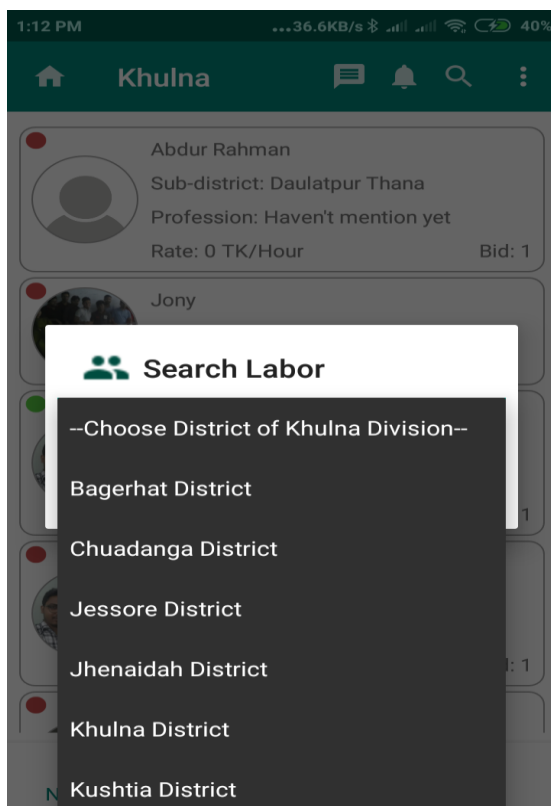 1:12 PM ...36.6KB/s 40%
Khulna
Abdur Rahman
Sub-district: Daulatpur Thana
Profession: Haven't mention yet
Rate: 0 TK/Hour Bid: 1
Jony
Search Labor
--Choose District of Khulna Division--
Bagerhat District
1
Chuadanga District
Jessore District
Jhenaidah District
: 1
Khulna District
Kushtia District
N